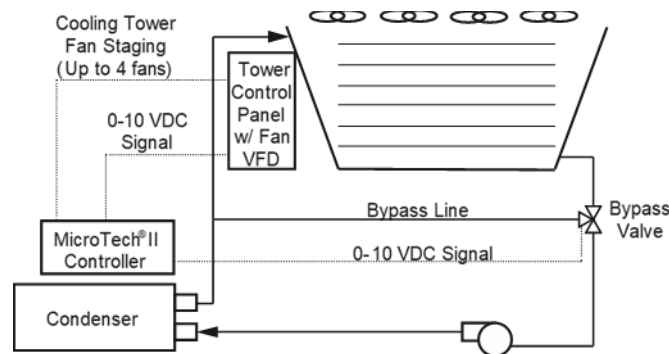 Cooling Tower
Fan Staging
(Up to 4 fans)
Tower
Control
Panel
w/ Fan
VFD
0-10 VDC
Signal
Bypass Line
Bypass
Valve
MicroTech® II
Controller
0-10 VDC Signal
Condenser